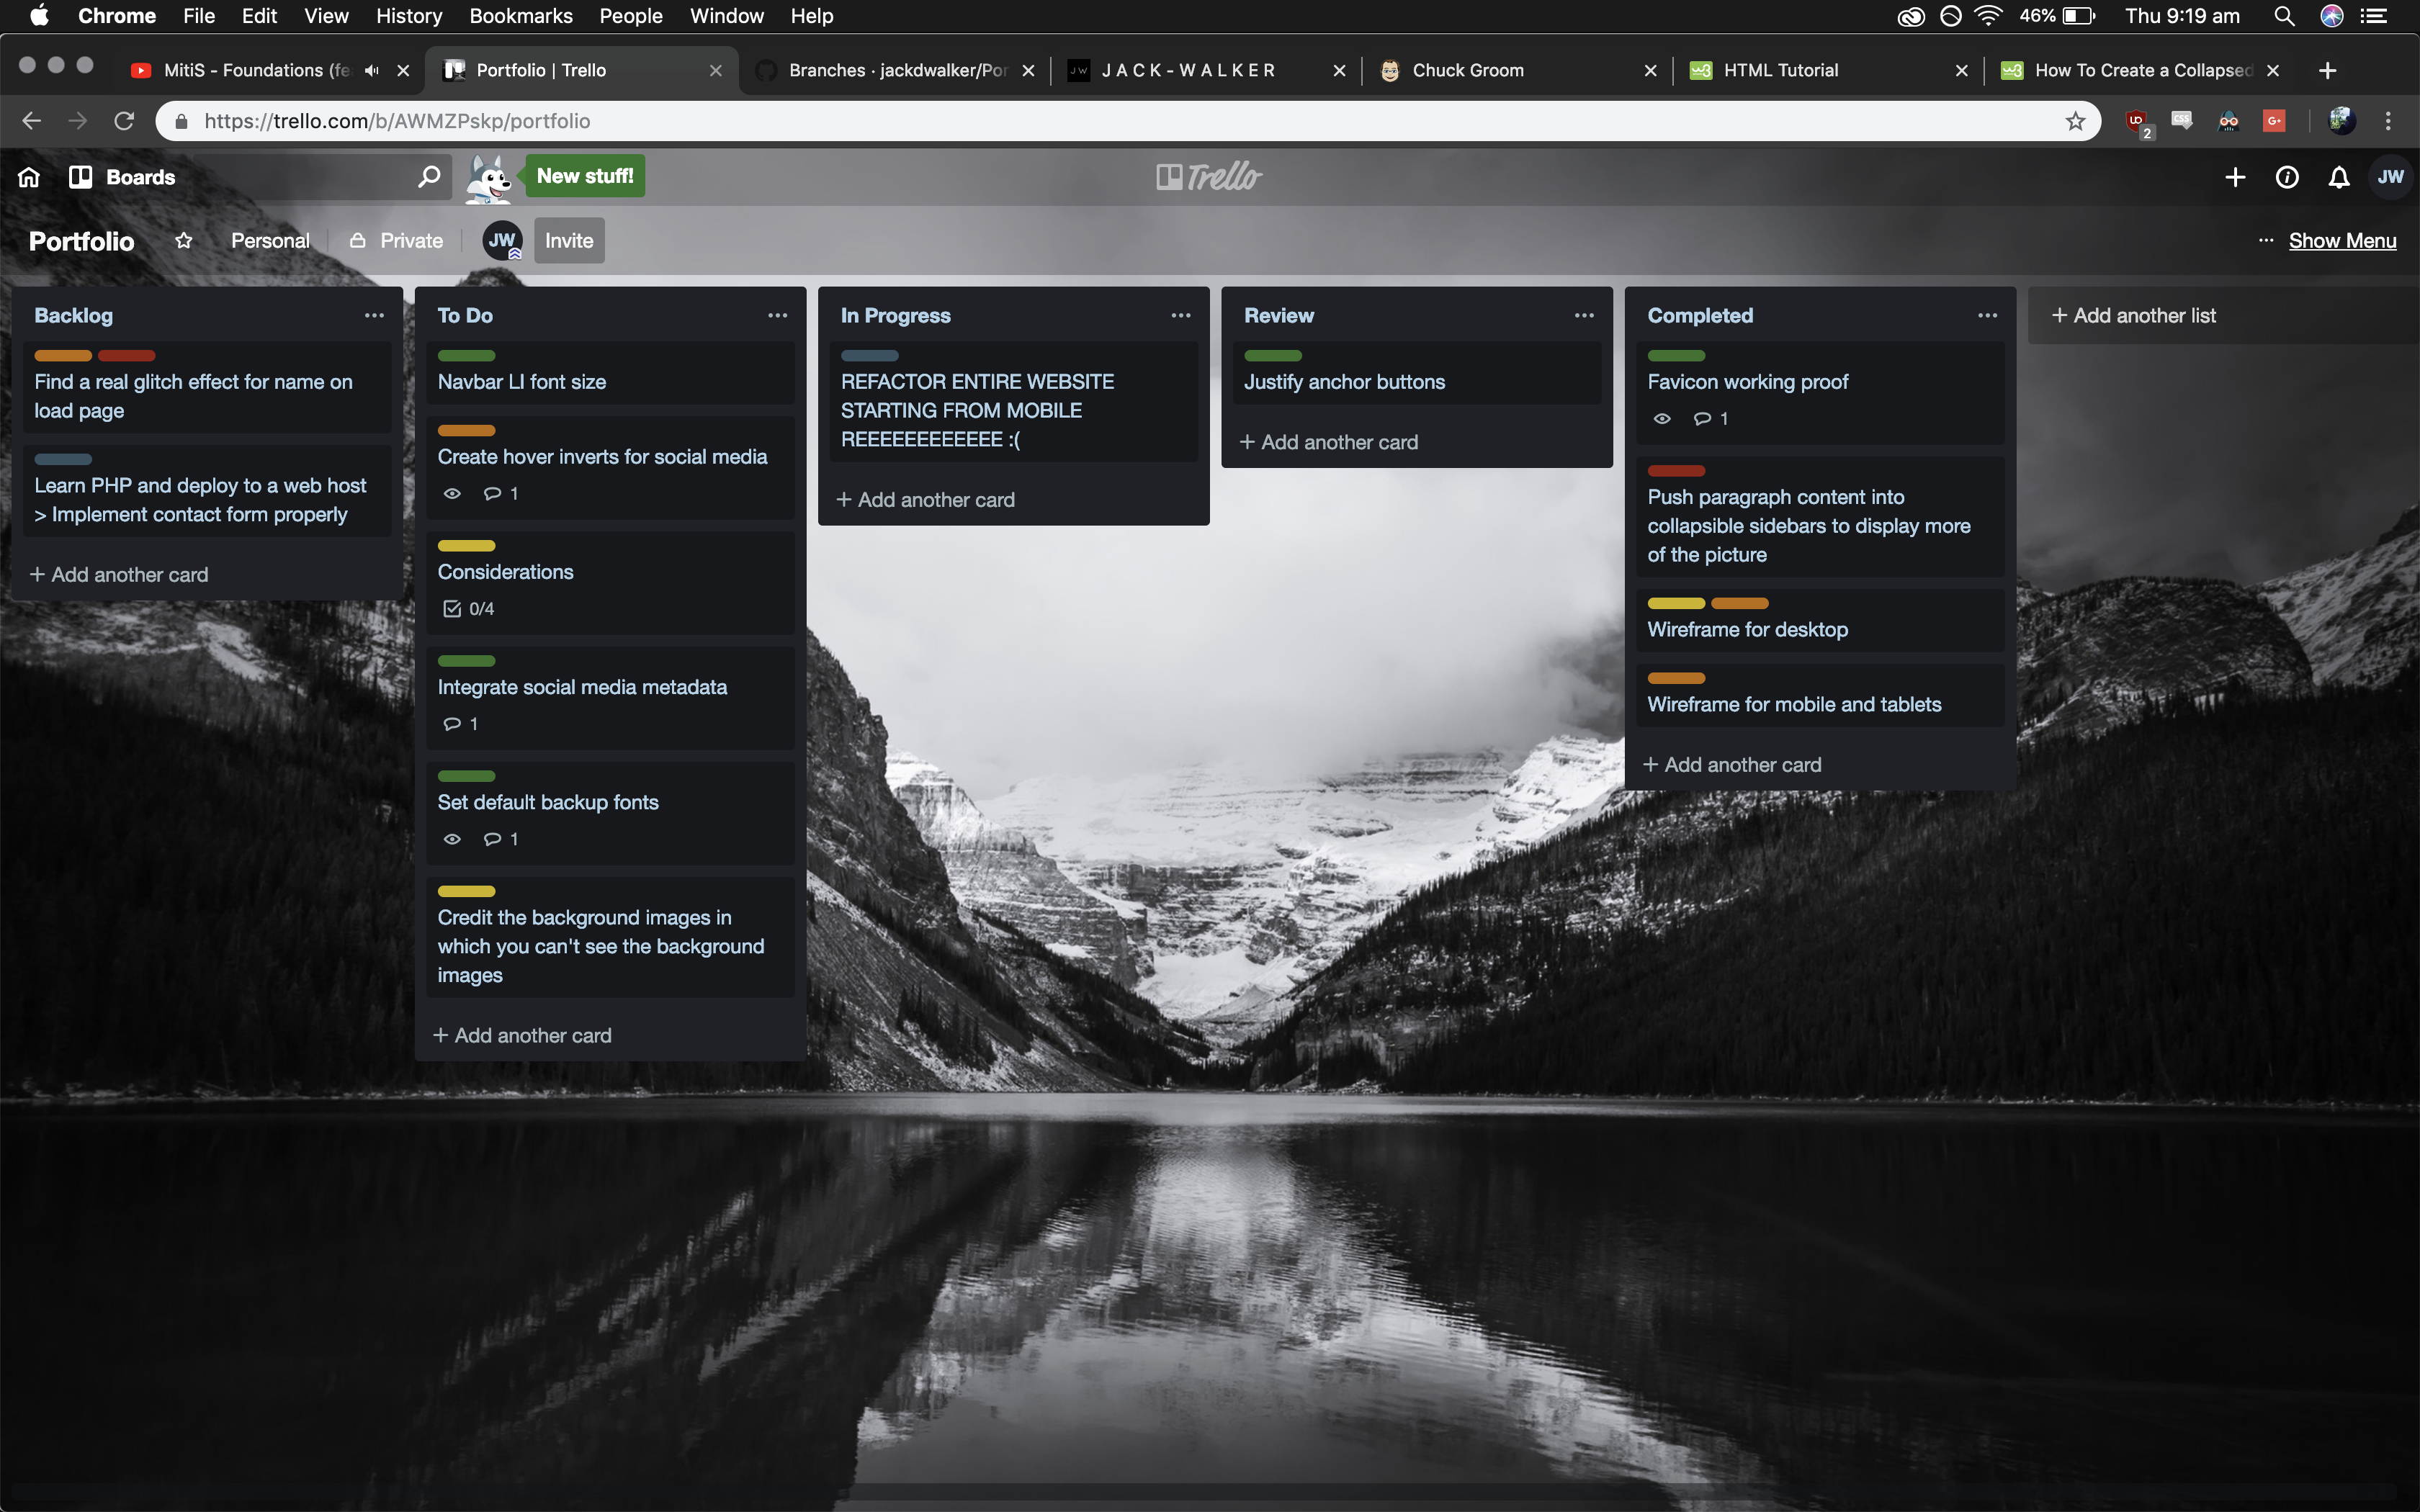 Chrome File Edit View History Bookmarks People Window Help 46% Thu 9:19 am
MitiS - Foundations (fe Portfolio | Trello Branches · jackdwalker/Por J A C K - W A L K E R Chuck Groom HTML Tutorial How To Create a Collapsed
https://trello.com/b/AWMZPskp/portfolio 2
Boards New stuff! Trello JW
Portfolio Personal Private JW Invite ... Show Menu
Backlog
Find a real glitch effect for name on
load page
Learn PHP and deploy to a web host
> Implement contact form properly
+ Add another card
To Do
Navbar LI font size
Create hover inverts for social media
1
Considerations
0/4
Integrate social media metadata
1
Set default backup fonts
1
Credit the background images in
which you can't see the background
images
+ Add another card
In Progress
REFACTOR ENTIRE WEBSITE
STARTING FROM MOBILE
REEEEEEEEEEEE :(
+ Add another card
Review
Justify anchor buttons
+ Add another card
Completed
Favicon working proof
1
Push paragraph content into
collapsible sidebars to display more
of the picture
Wireframe for desktop
Wireframe for mobile and tablets
+ Add another card
+ Add another list